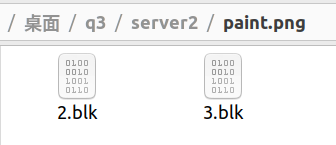 / 桌面 / q3 / server2 / paint.png
0100 0100
0010 0010
1001 1001
0110 0110
2.blk 3.blk